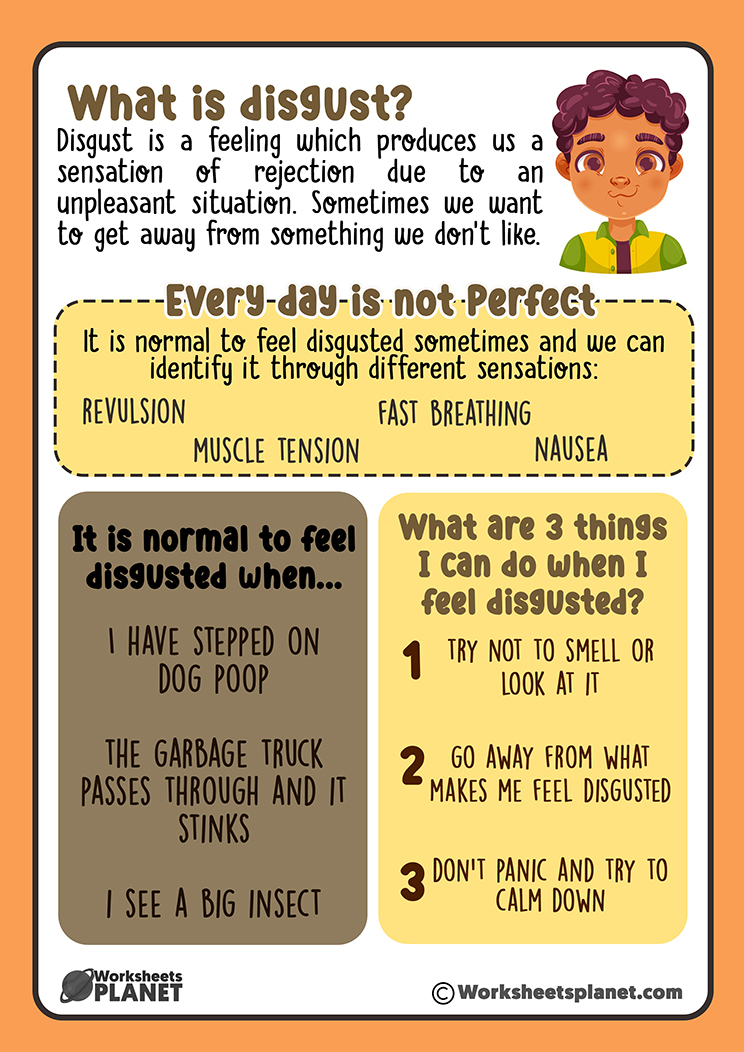 What is disgust?
Disgust is a feeling which produces us a
sensation of rejection due to an
unpleasant situation. Sometimes we want
to get away from something we don't like.
Every day is not Perfect
It is normal to feel disgusted sometimes and we can
identify it through different sensations:
REVULSION
FAST BREATHING
MUSCLE TENSION
NAUSEA
It is normal to feel
disgusted when...
I HAVE STEPPED ON
DOG POOP
THE GARBAGE TRUCK
PASSES THROUGH AND IT
STINKS
I SEE A BIG INSECT
What are 3 things
I can do when I
feel disgusted?
1 TRY NOT TO SMELL OR
LOOK AT IT
2 GO AWAY FROM WHAT
MAKES ME FEEL DISGUSTED
3 DON'T PANIC AND TRY TO
CALM DOWN
Worksheets
PLANET
© Worksheetsplanet.com